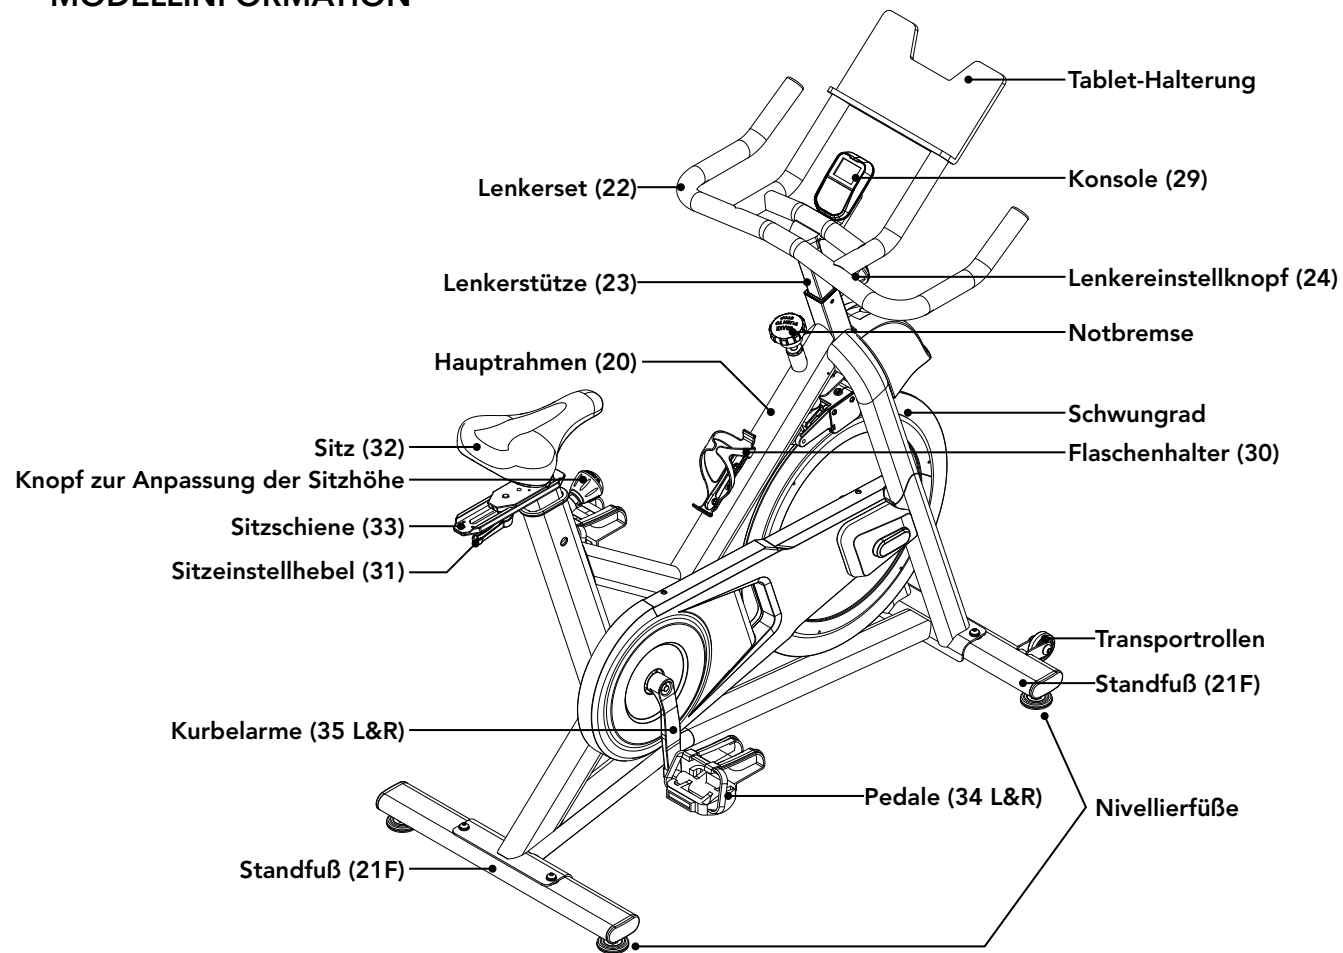 MODELLINFORMATION
Tablet-Halterung
Lenkerset (22)
Konsole (29)
Lenkerstütze (23)
Lenkereinstellknopf (24)
Notbremse
Hauptrahmen (20)
Schwungrad
Sitz (32)
Flaschenhalter (30)
Knopf zur Anpassung der Sitzhöhe
Sitzschiene (33)
Sitzeinstellhebel (31)
Transportrollen
Standfuß (21F)
Kurbelarme (35 L&R)
Pedale (34 L&R)
Nivellierfüße
Standfuß (21F)